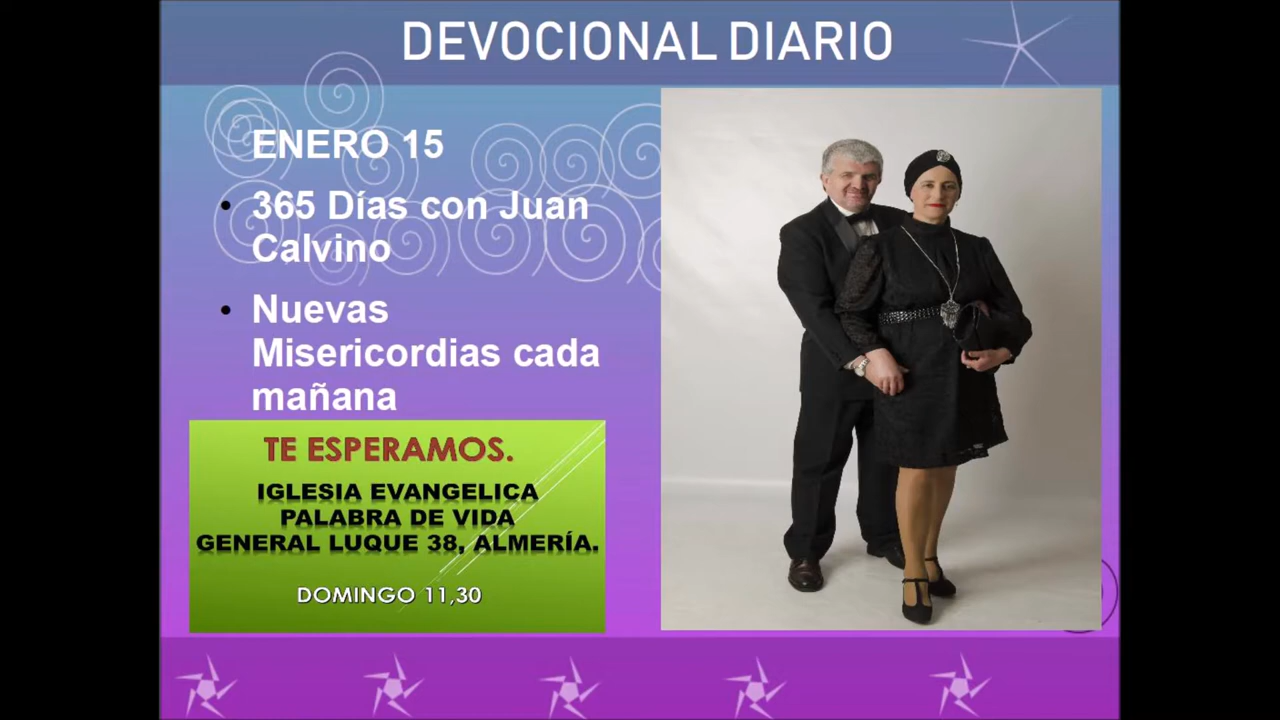 DEVOCIONAL DIARIO
ENERO 15
• 365 Días con Juan
Calvino
• Nuevas
Misericordias cada
mañana
TE ESPERAMOS.
IGLESIA EVANGELICA
PALABRA DE VIDA
GENERAL LUQUE 38, ALMERÍA.
DOMINGO 11,30